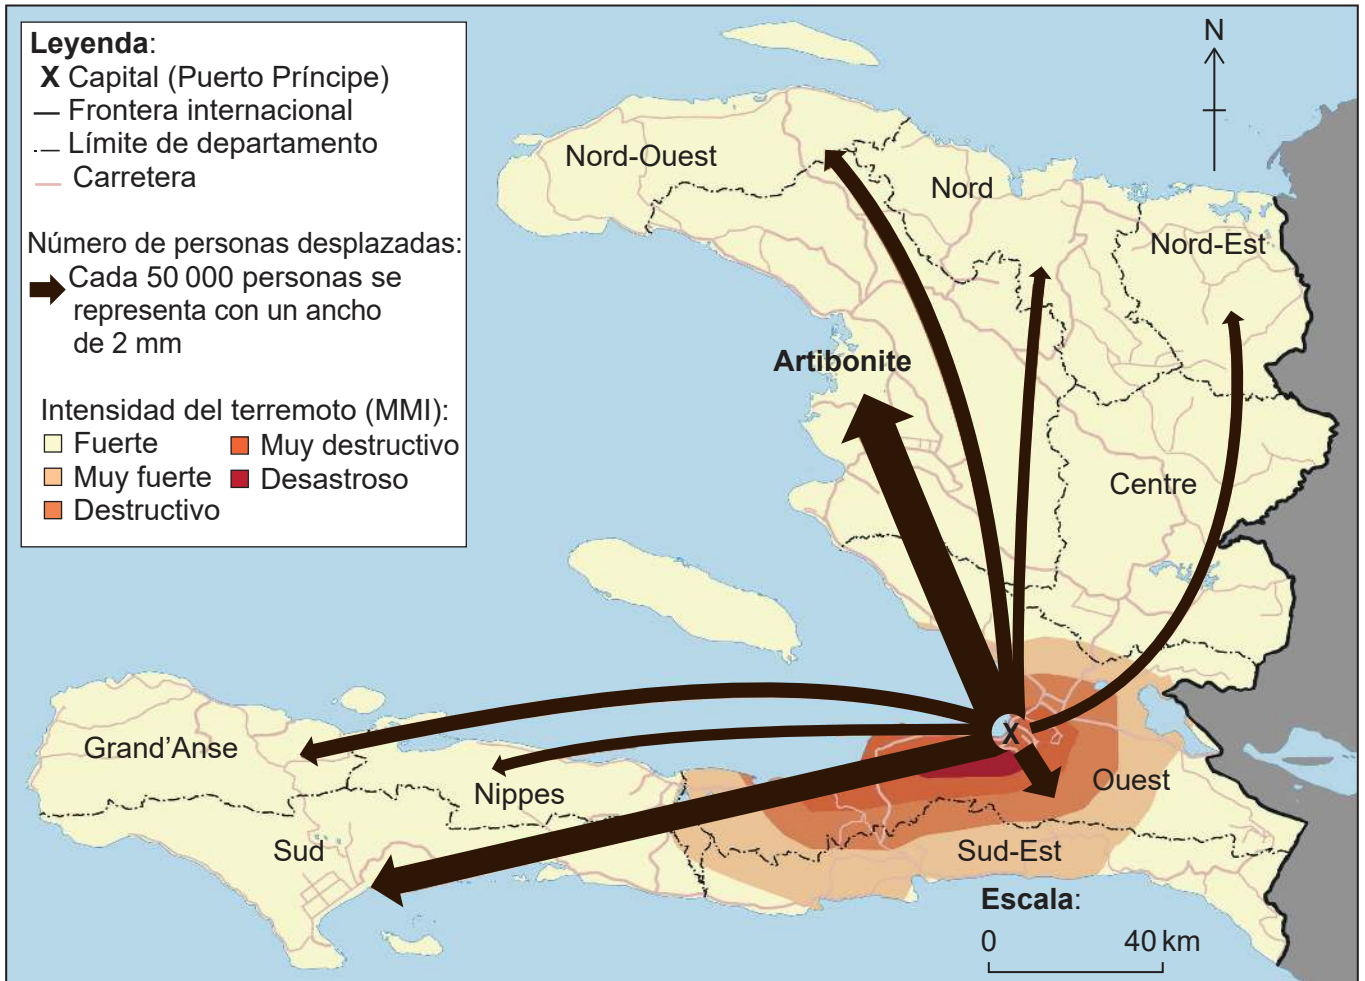 Leyenda:
X Capital (Puerto Príncipe)
Frontera internacional
Límite de departamento
Carretera
Número de personas desplazadas:
Cada 50 000 personas se
representa con un ancho
de 2 mm
Intensidad del terremoto (MMI):
Fuerte
Muy destructivo
Muy fuerte
Desastroso
Destructivo
N
Nord-Ouest
Nord
Nord-Est
Artibonite
Centre
Grand'Anse
Nippes
X
Ouest
Sud
Sud-Est
Escala:
0 40 km